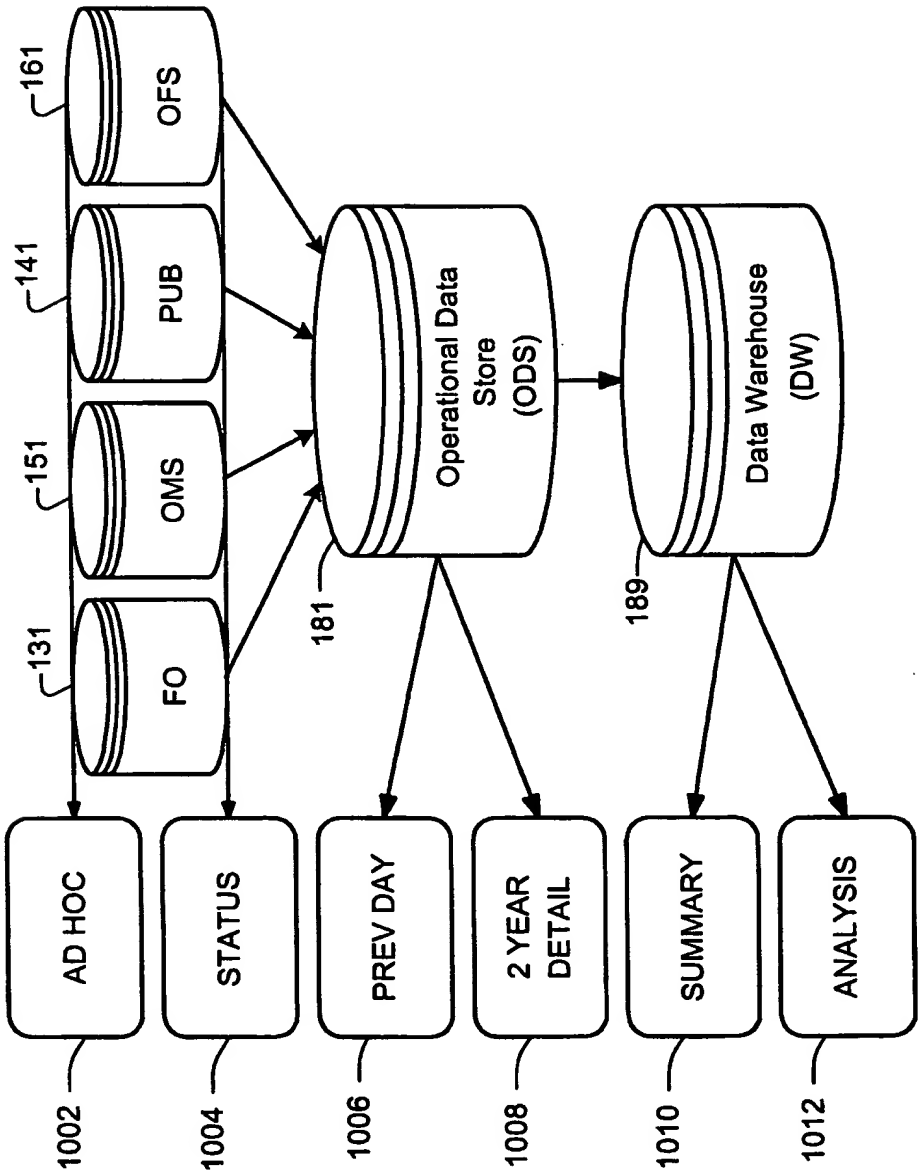 161
141
151
131
OFS
PUB
OMS
FO
Operational Data
Store
(ODS)
181
Data Warehouse
(DW)
189
AD HOC
STATUS
PREV DAY
2 YEAR
DETAIL
SUMMARY
ANALYSIS
1002
1004
1006
1008
1010
1012